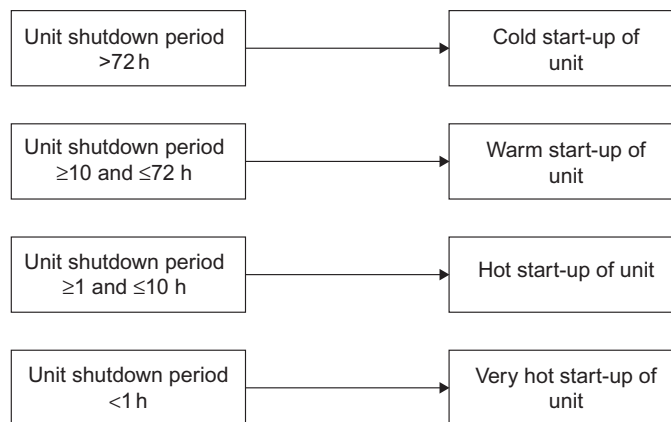 Unit shutdown period
>72 h
Cold start-up of
unit
Unit shutdown period
≥10 and ≤72 h
Warm start-up of
unit
Unit shutdown period
≥1 and ≤10 h
Hot start-up of unit
Unit shutdown period
<1 h
Very hot start-up of
unit